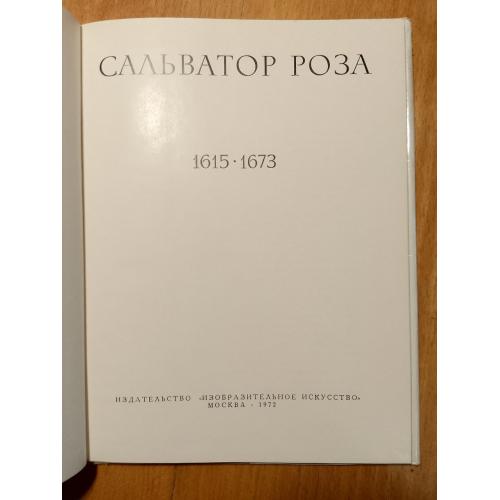 САЛЬВАТОР РОЗА
1615 · 1673
ИЗДАТЕЛЬСТВО «ИЗОБРАЗИТЕЛЬНОЕ ИСКУССТВО»
МОСКВА · 1972